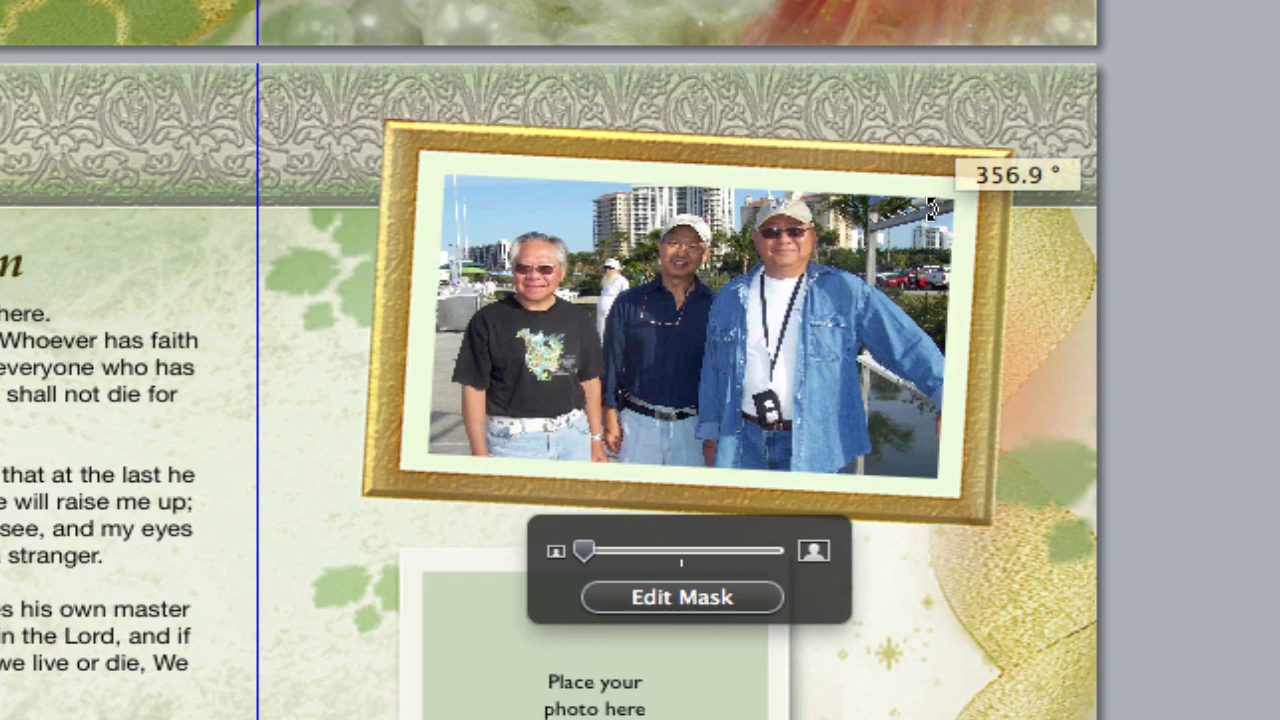 n
here.
Whoever has faith
everyone who has
shall not die for
that at the last he
e will raise me up;
see, and my eyes
stranger.
es his own master
in the Lord, and if
we live or die, We
356.9 °
Edit Mask
Place your
photo here